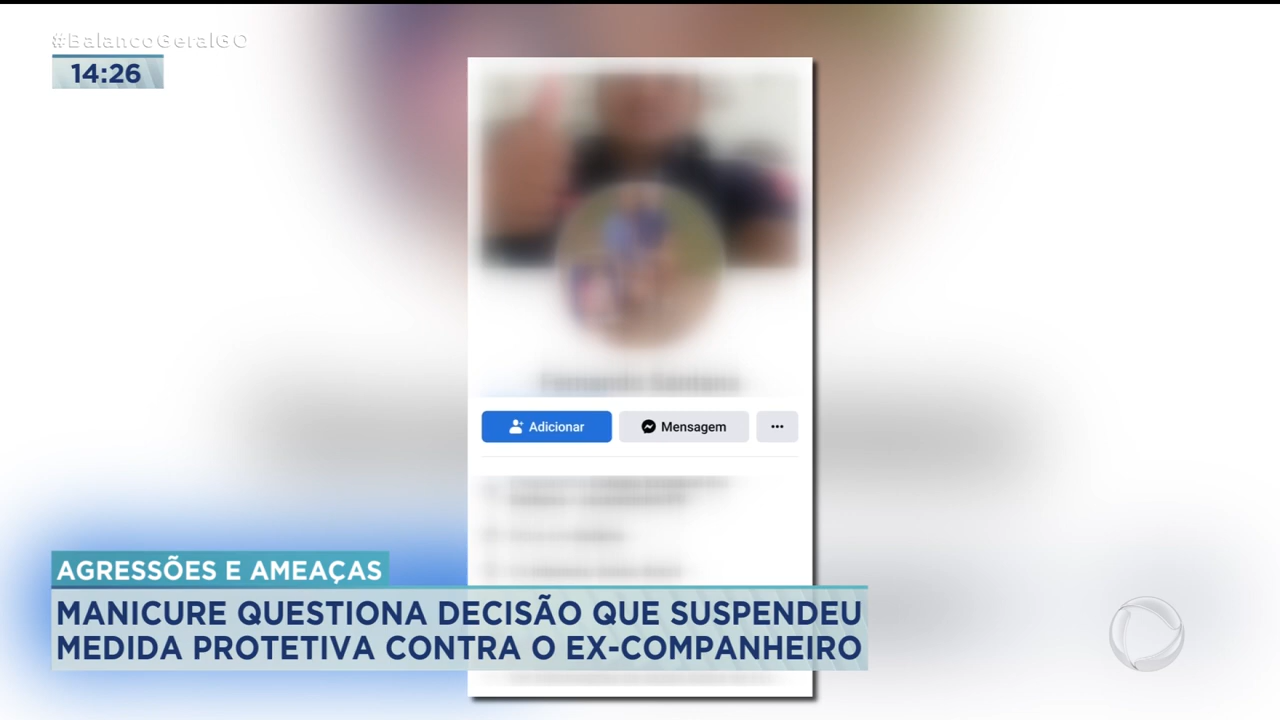 #BalancoGeralGO
14:26
Adicionar
Mensagem
AGRESSÕES E AMEAÇAS
MANICURE QUESTIONA DECISÃO QUE SUSPENDEU
MEDIDA PROTETIVA CONTRA O EX-COMPANHEIRO